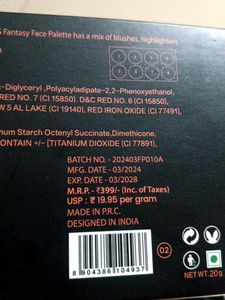 S Fantasy Face Palette has a mix of blushes, highlighters
s-Diglyceryl ,Polyacyladipate-2,2-Phenoxyethanol,
RED NO. 7 (CI 15850). D&C RED NO. 6 (CI 15850).
W 5 AL LAKE (CI 19140), RED IRON OXIDE (CI 77491),
num Starch Octenyl Succinate,Dimethicone,
ONTAIN +/- [TITANIUM DIOXIDE (CI 77891),
BATCH NO- 202403FP010A
MFG. DATE - 03/2024
EXP. DATE - 03/2028
M.R.P. - ₹399/- (Inc. of Taxes)
USP : ₹ 19.95 per gram
MADE IN P.R.C.
DESIGNED IN INDIA
02
8 904386 104937
NET WT.20g